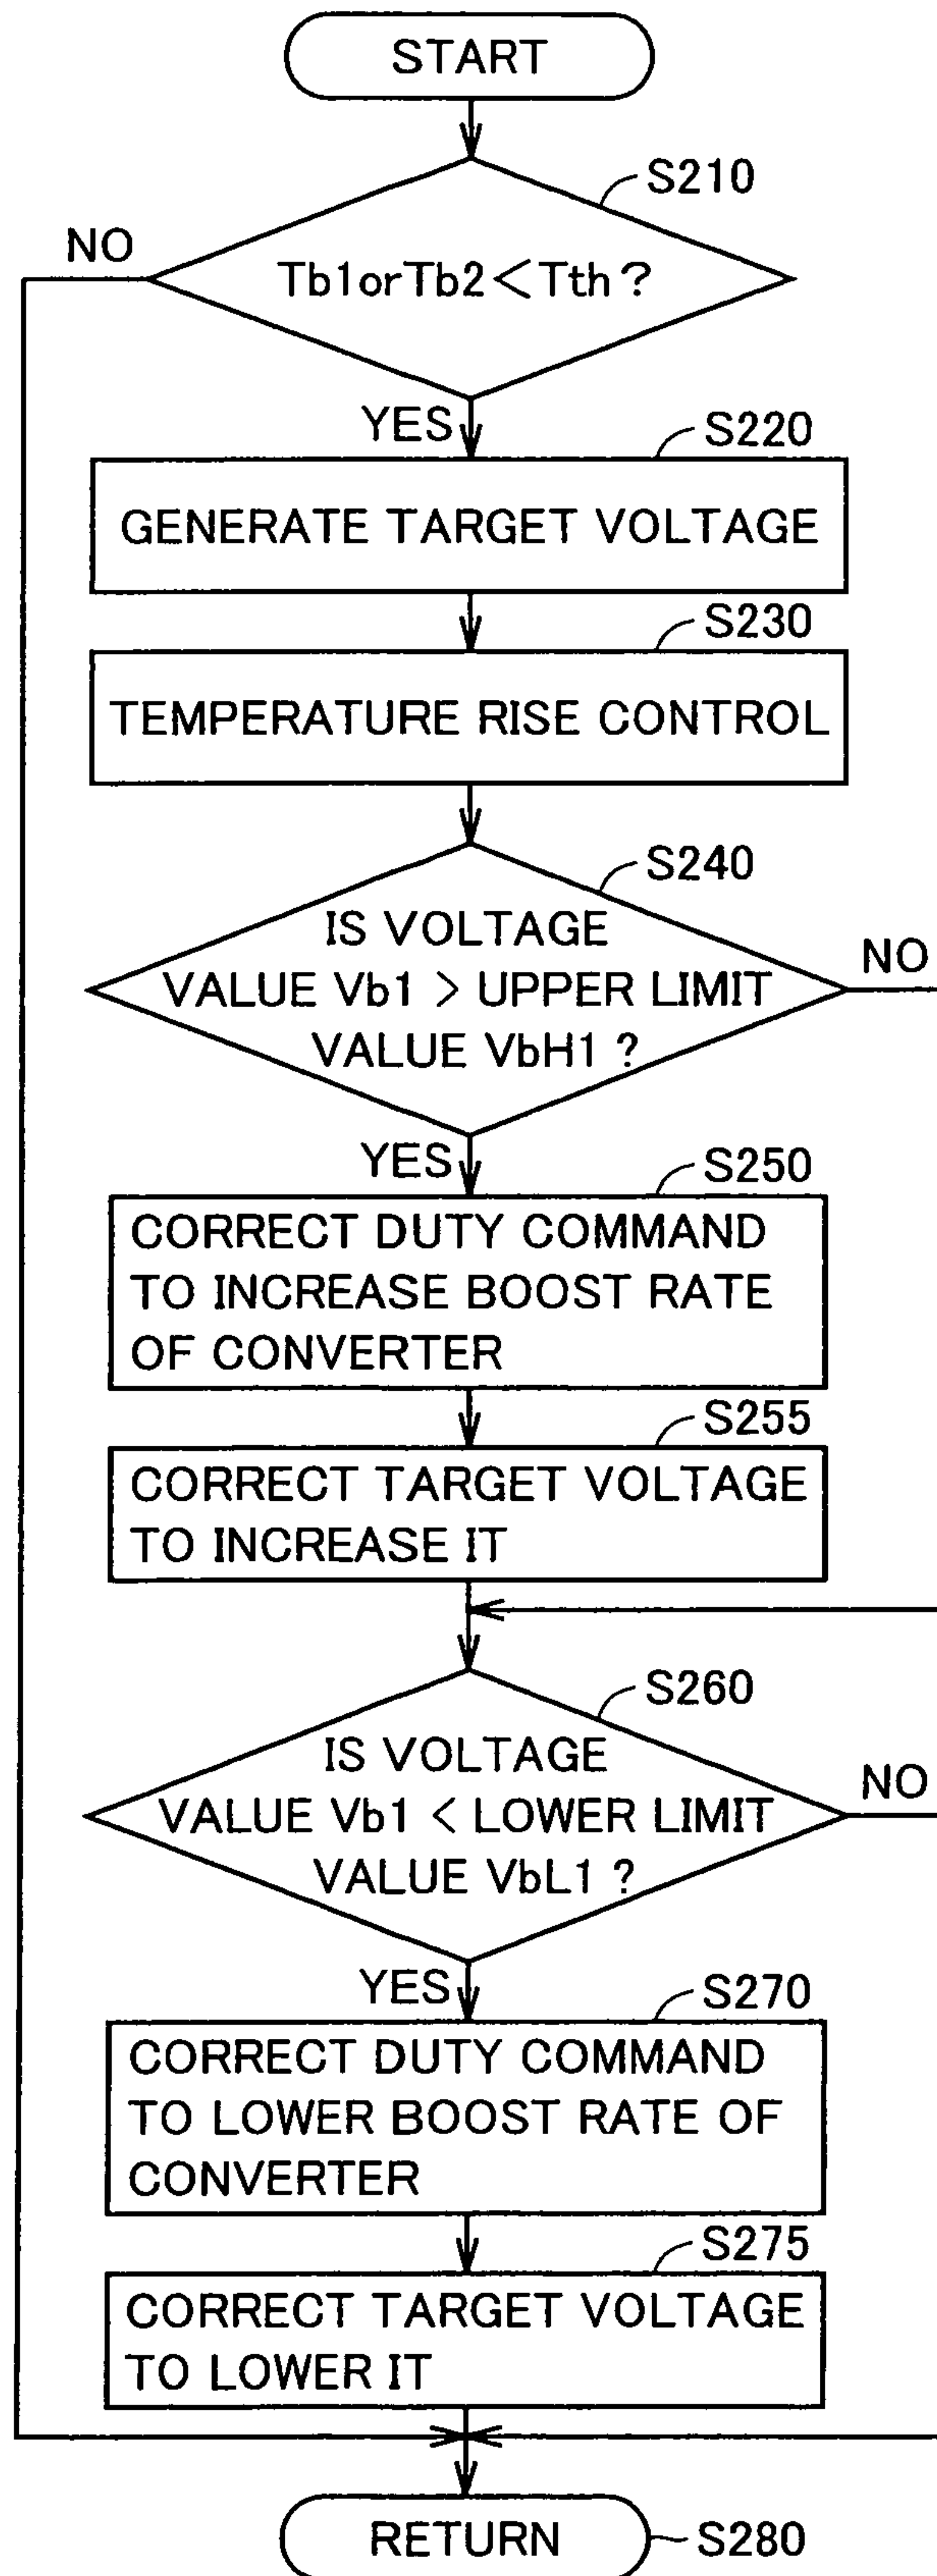 START
S210
NO
Tb1orTb2<Tth?
YES
S220
GENERATE TARGET VOLTAGE
S230
TEMPERATURE RISE CONTROL
S240
IS VOLTAGE
VALUE Vb1 > UPPER LIMIT
VALUE VbH1 ?
NO
YES
S250
CORRECT DUTY COMMAND
TO INCREASE BOOST RATE
OF CONVERTER
S255
CORRECT TARGET VOLTAGE
TO INCREASE IT
S260
IS VOLTAGE
VALUE Vb1 < LOWER LIMIT
VALUE VbL1 ?
NO
YES
S270
CORRECT DUTY COMMAND
TO LOWER BOOST RATE OF
CONVERTER
S275
CORRECT TARGET VOLTAGE
TO LOWER IT
RETURN
S280